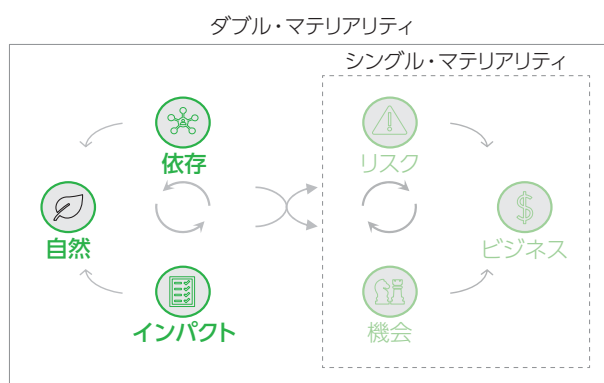 ダブル・マテリアリティ
シングル・マテリアリティ
依存
リスク
自然
$
ビジネス
インパクト
機会